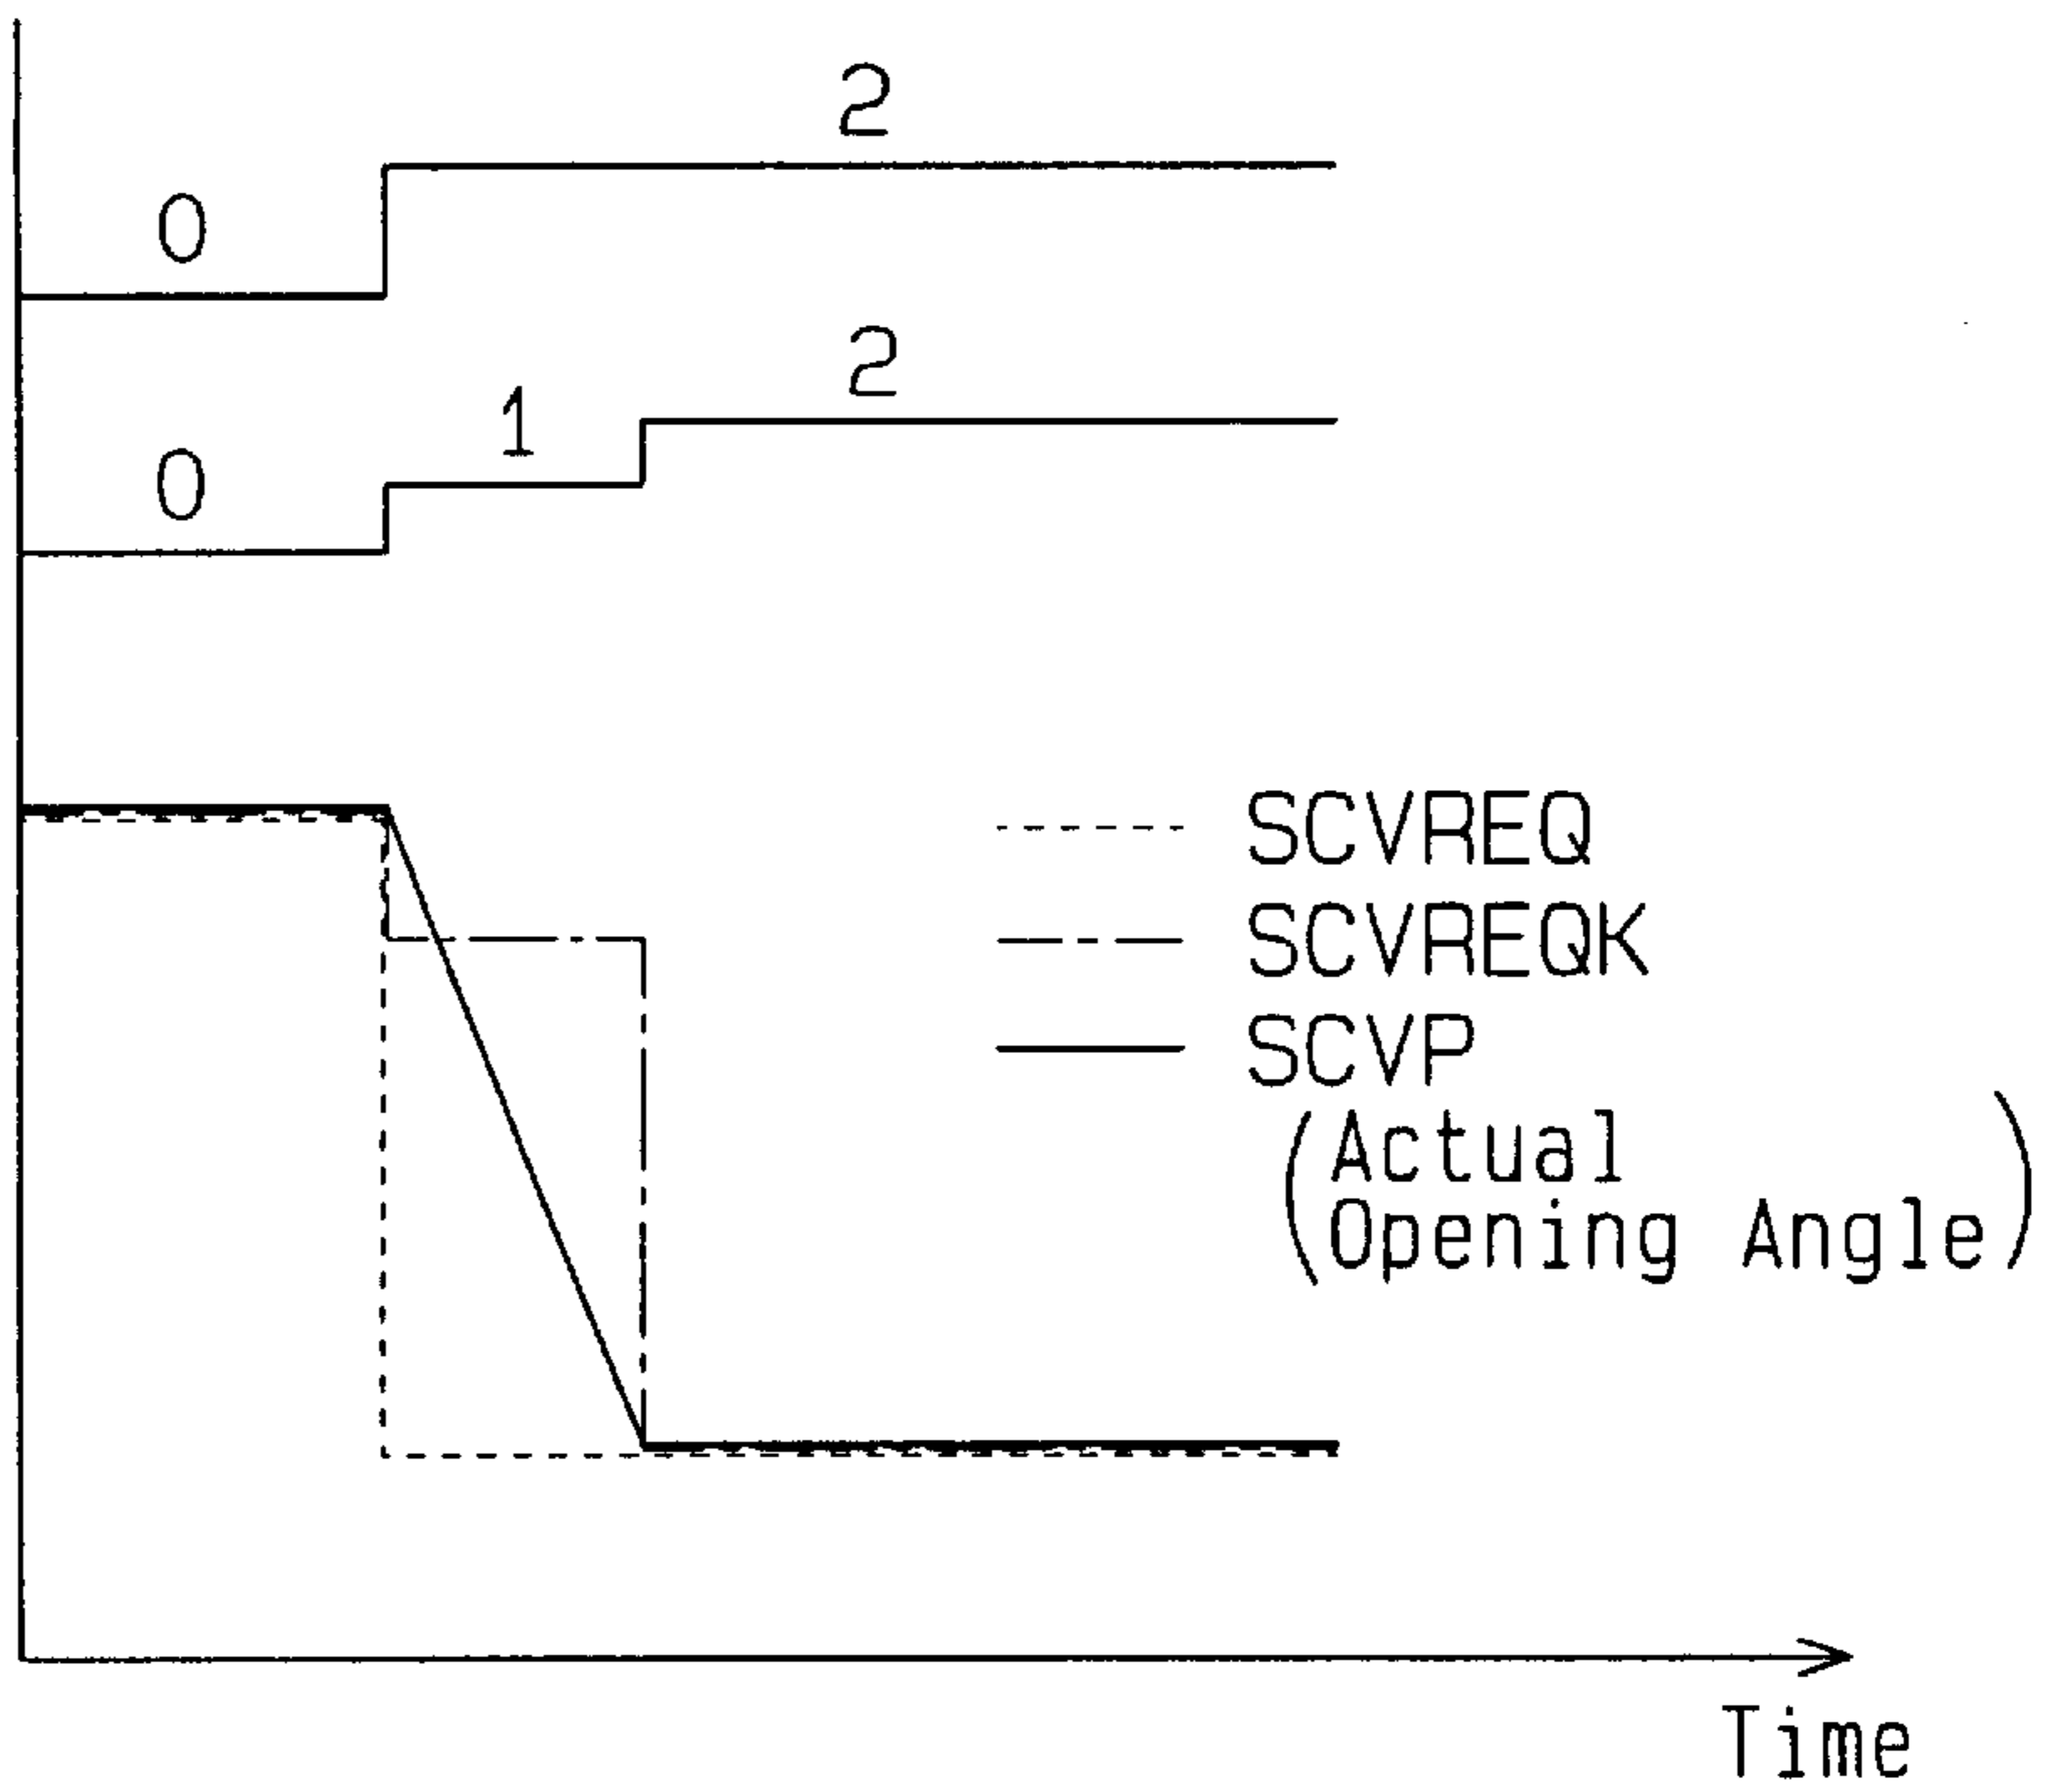 2
0
2
1
0
SCVREQ
SCVREQK
SCVP
(Actual
Opening Angle)
Time